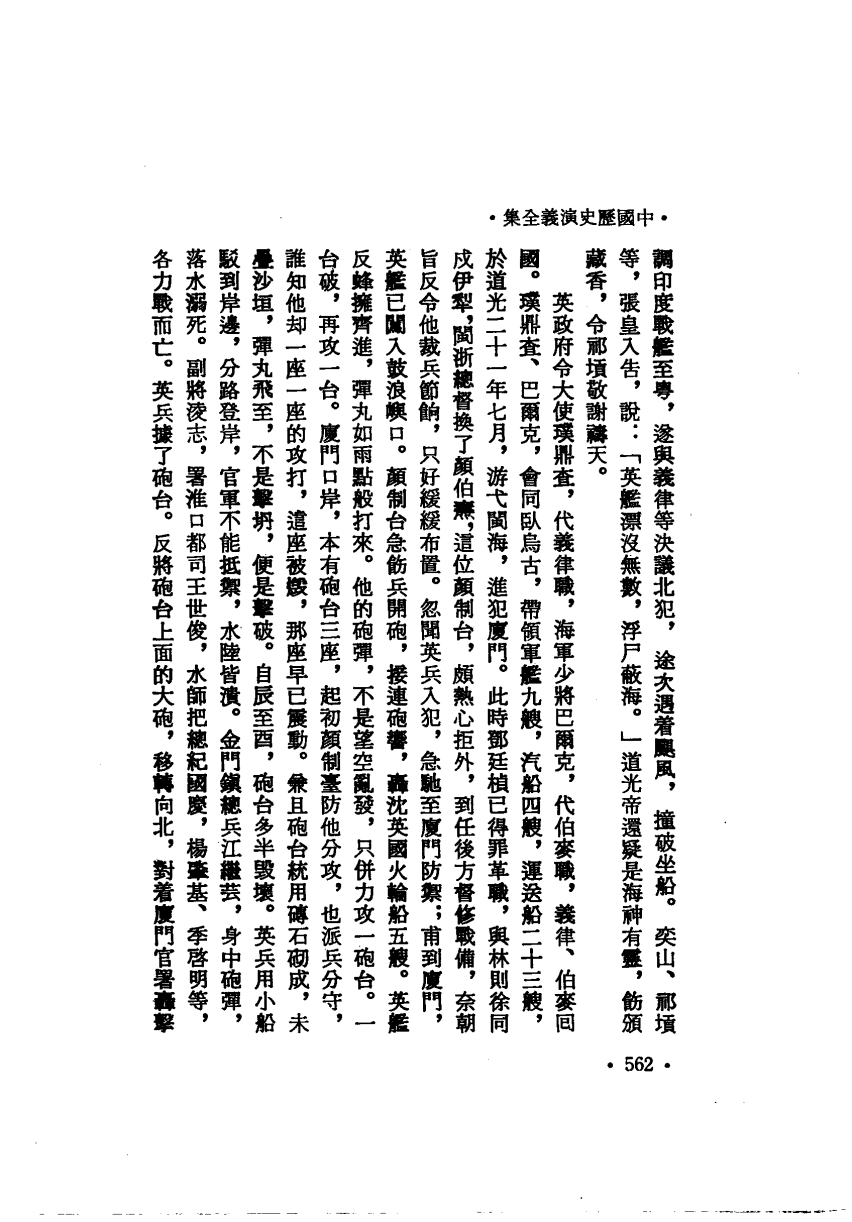 •中國歷史演義全集•
調印度戰艦至粵，遂與義律等決議北犯，途次遇着颶風，撞破坐船。奕山、祁𡎴
等，張皇入告，說：「英艦漂沒無數，浮尸蔽海。」道光帝還疑是海神有靈，飭頒
藏香，令祁𡎴敬謝禱天。
英政府令大使璞鼎查，代義律職，海軍少將巴爾克，代伯麥職，義律、伯麥回
國。璞鼎查、巴爾克，會同臥烏古，帶領軍艦九艘，汽船四艘，運送船二十三艘，
於道光二十一年七月，游弋閩海，進犯廈門。此時鄧廷楨已得罪革職，與林則徐同
戍伊犁，閩浙總督換了顏伯燾，這位顏制台，頗熱心拒外，到任後方督修戰備，奈朝
旨反令他裁兵節餉，只好緩緩布置。忽聞英兵入犯，急馳至廈門防禦；甫到廈門，
英艦已闖入鼓浪嶼口。顏制台急飭兵開砲，接連砲響，轟沈英國火輪船五艘。英艦
反蜂擁齊進，彈丸如雨點般打來。他的砲彈，不是望空亂發，只併力攻一砲台。一
台破，再攻一台。廈門口岸，本有砲台三座，起初顏制臺防他分攻，也派兵分守，
誰知他却一座一座的攻打，這座被燬，那座早已震動。兼且砲台統用磚石砌成，未
疊沙垣，彈丸飛至，不是擊坍，便是擊破。自辰至酉，砲台多半毀壞。英兵用小船
駁到岸邊，分路登岸，官軍不能抵禦，水陸皆潰。金門鎮總兵江繼芸，身中砲彈，
落水溺死。副將淩志，署淮口都司王世俊，水師把總紀國慶，楊肇基、季啓明等，
各力戰而亡。英兵據了砲台。反將砲台上面的大砲，移轉向北，對着廈門官署轟擊
•562•